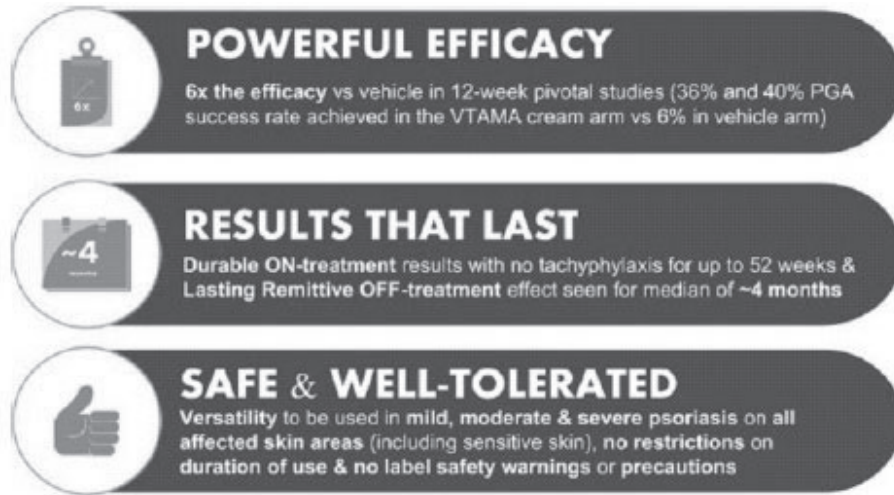 POWERFUL EFFICACY
6x
6x the efficacy vs vehicle in 12-week pivotal studies (36% and 40% PGA
success rate achieved in the VTAMA cream arm vs 6% in vehicle arm)
RESULTS THAT LAST
~4
Durable ON-treatment results with no tachyphylaxis for up to 52 weeks &
Lasting Remittive OFF-treatment effect seen for median of ~4 months
SAFE & WELL-TOLERATED
Versatility to be used in mild, moderate & severe psoriasis on all
affected skin areas (including sensitive skin), no restrictions on
duration of use & no label safety warnings or precautions